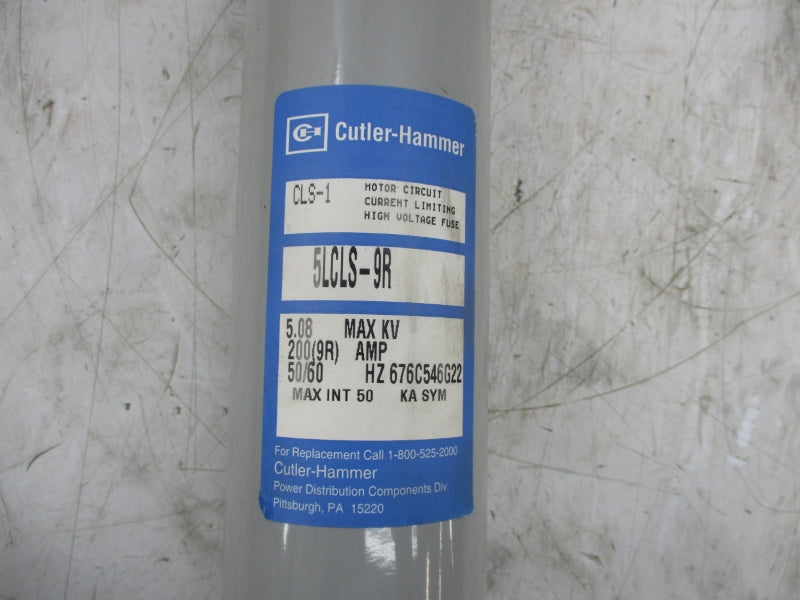 Cutler-Hammer
CLS-1
MOTOR CIRCUIT
CURRENT LIMITING
HIGH VOLTAGE FUSE
5LCLS-9R
5.08 MAX KV
200(9R) AMP
50/60 HZ 676C546G22
MAX INT 50 KA SYM
For Replacement Call 1-800-525-2000
Cutler-Hammer
Power Distribution Components Div.
Pittsburgh, PA 15220